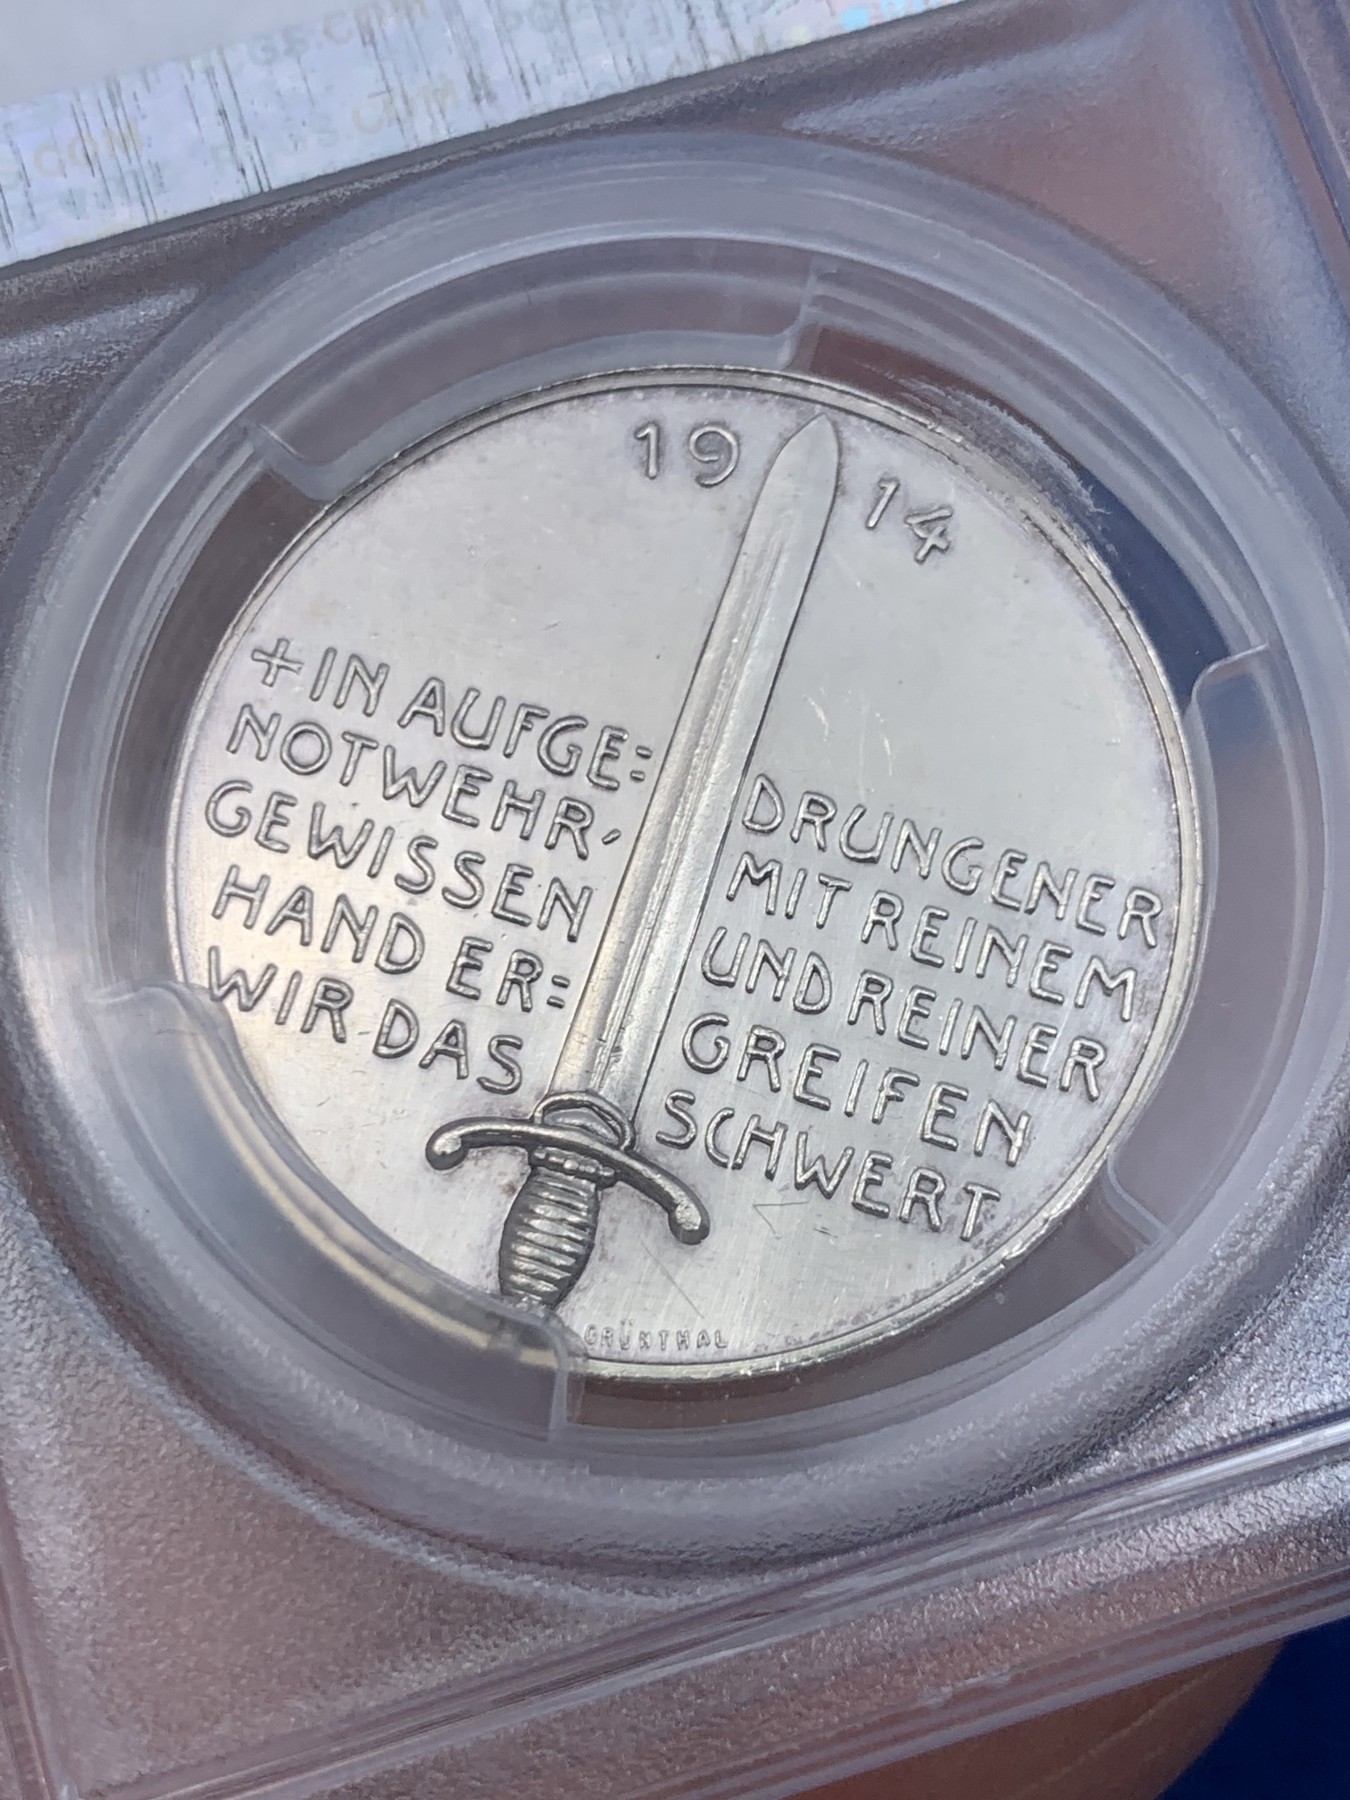 19 14
+ IN AUFGE: DRUNGENER
NOTWEHR, MIT REINEM
GEWISSEN UND REINER
HAND ER: GREIFEN
WIR DAS SCHWERT
GRÜNTHAL